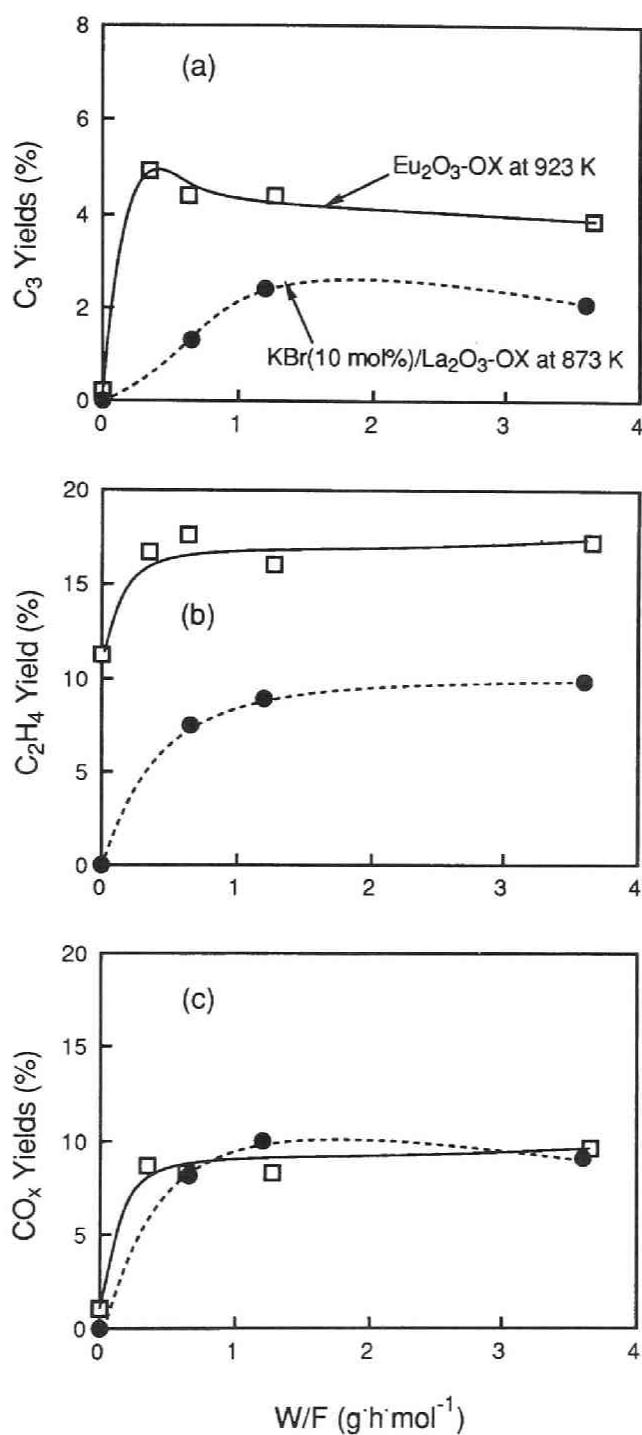 8
(a)
6
C3 Yields (%)
Eu2O3-OX at 923 K
4
2
KBr(10 mol%)/La2O3-OX at 873 K
0
0 1 2 3 4
20
15
C2H4 Yield (%)
(b)
10
5
0
0 1 2 3 4
20
(c)
15
COx Yields (%)
10
5
0
0 1 2 3 4
W/F (g·h·mol-1)